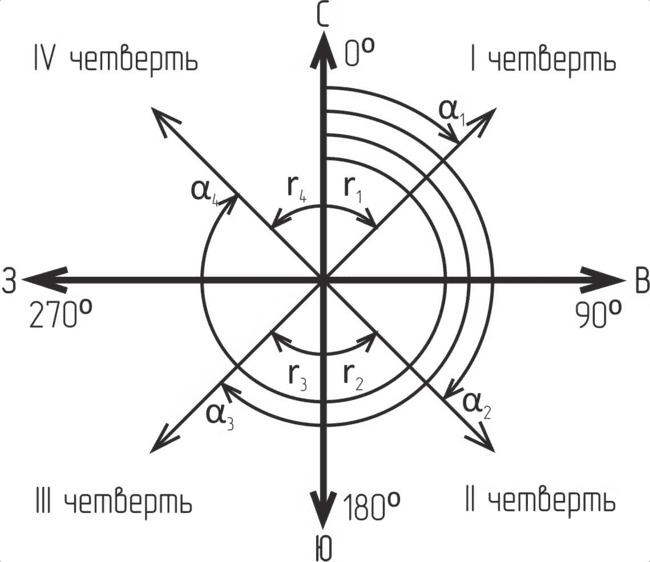 С
0º
IV четверть
I четверть
α₁
α₄
r₄
r₁
З
В
270º
90º
r₃
r₂
α₃
α₂
III четверть
180º
II четверть
Ю